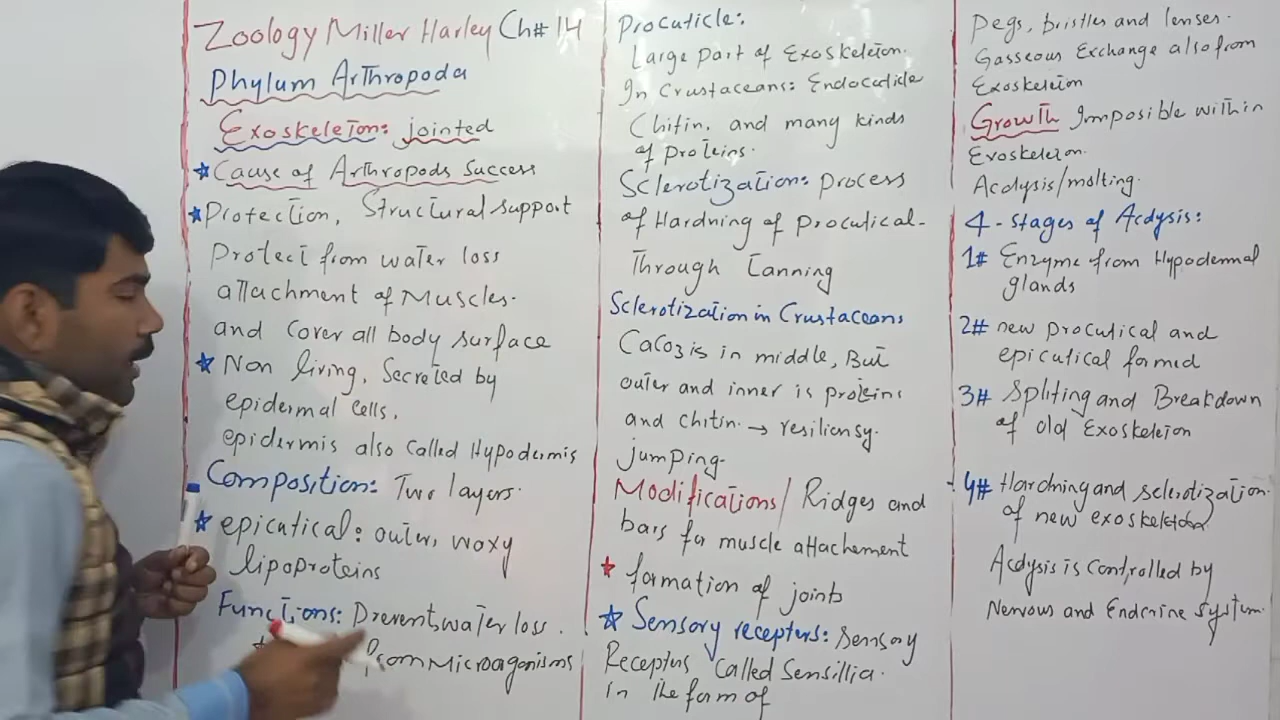 Zoology Miller Harley Ch# 14
Phylum Arthropoda
Exoskeleton: jointed
* Cause of Arthropods Success
* Protection, Structural support
Protect from water loss
attachment of Muscles.
and cover all body surface
* Non living, Secreted by
epidermal cells,
epidermis also called Hypodermis
Composition: Two layers.
* epicutical: outer, waxy
lipoproteins
Functions: Prevent water loss.
from Microagonisms
Procuticle:
Large part of Exoskeleton.
In Crustaceans: Endocuticle
Chitin, and many kinds
of proteins.
Sclerotization: process
of Hardning of procutical-
Through Tanning
Sclerotization in Crustaceans
CaCo3 is in middle, But
outer and inner is proteins
and chitin. → resiliensy.
jumping-
Modifications/ Ridges and
bars for muscle attachement
* formation of joints
* Sensory recepters: Sensory
Recepters called Sensillia.
in the form of
Pegs, bristles and lenses.
Gasseous Exchange also from
Exoskeleton
Growth Imposible within
Exoskeleton.
Acdysis/molting.
4 - Stages of Acdysis:
1# Enzyme from Hypodermal
glands
2# new procutical and
epicutical formed
3# Spliting and Breakdown
of old Exoskeleton
4# Hardning and sclerotization.
of new exoskeleton
Acdysis is controlled by
Nervous and Endcrine system.